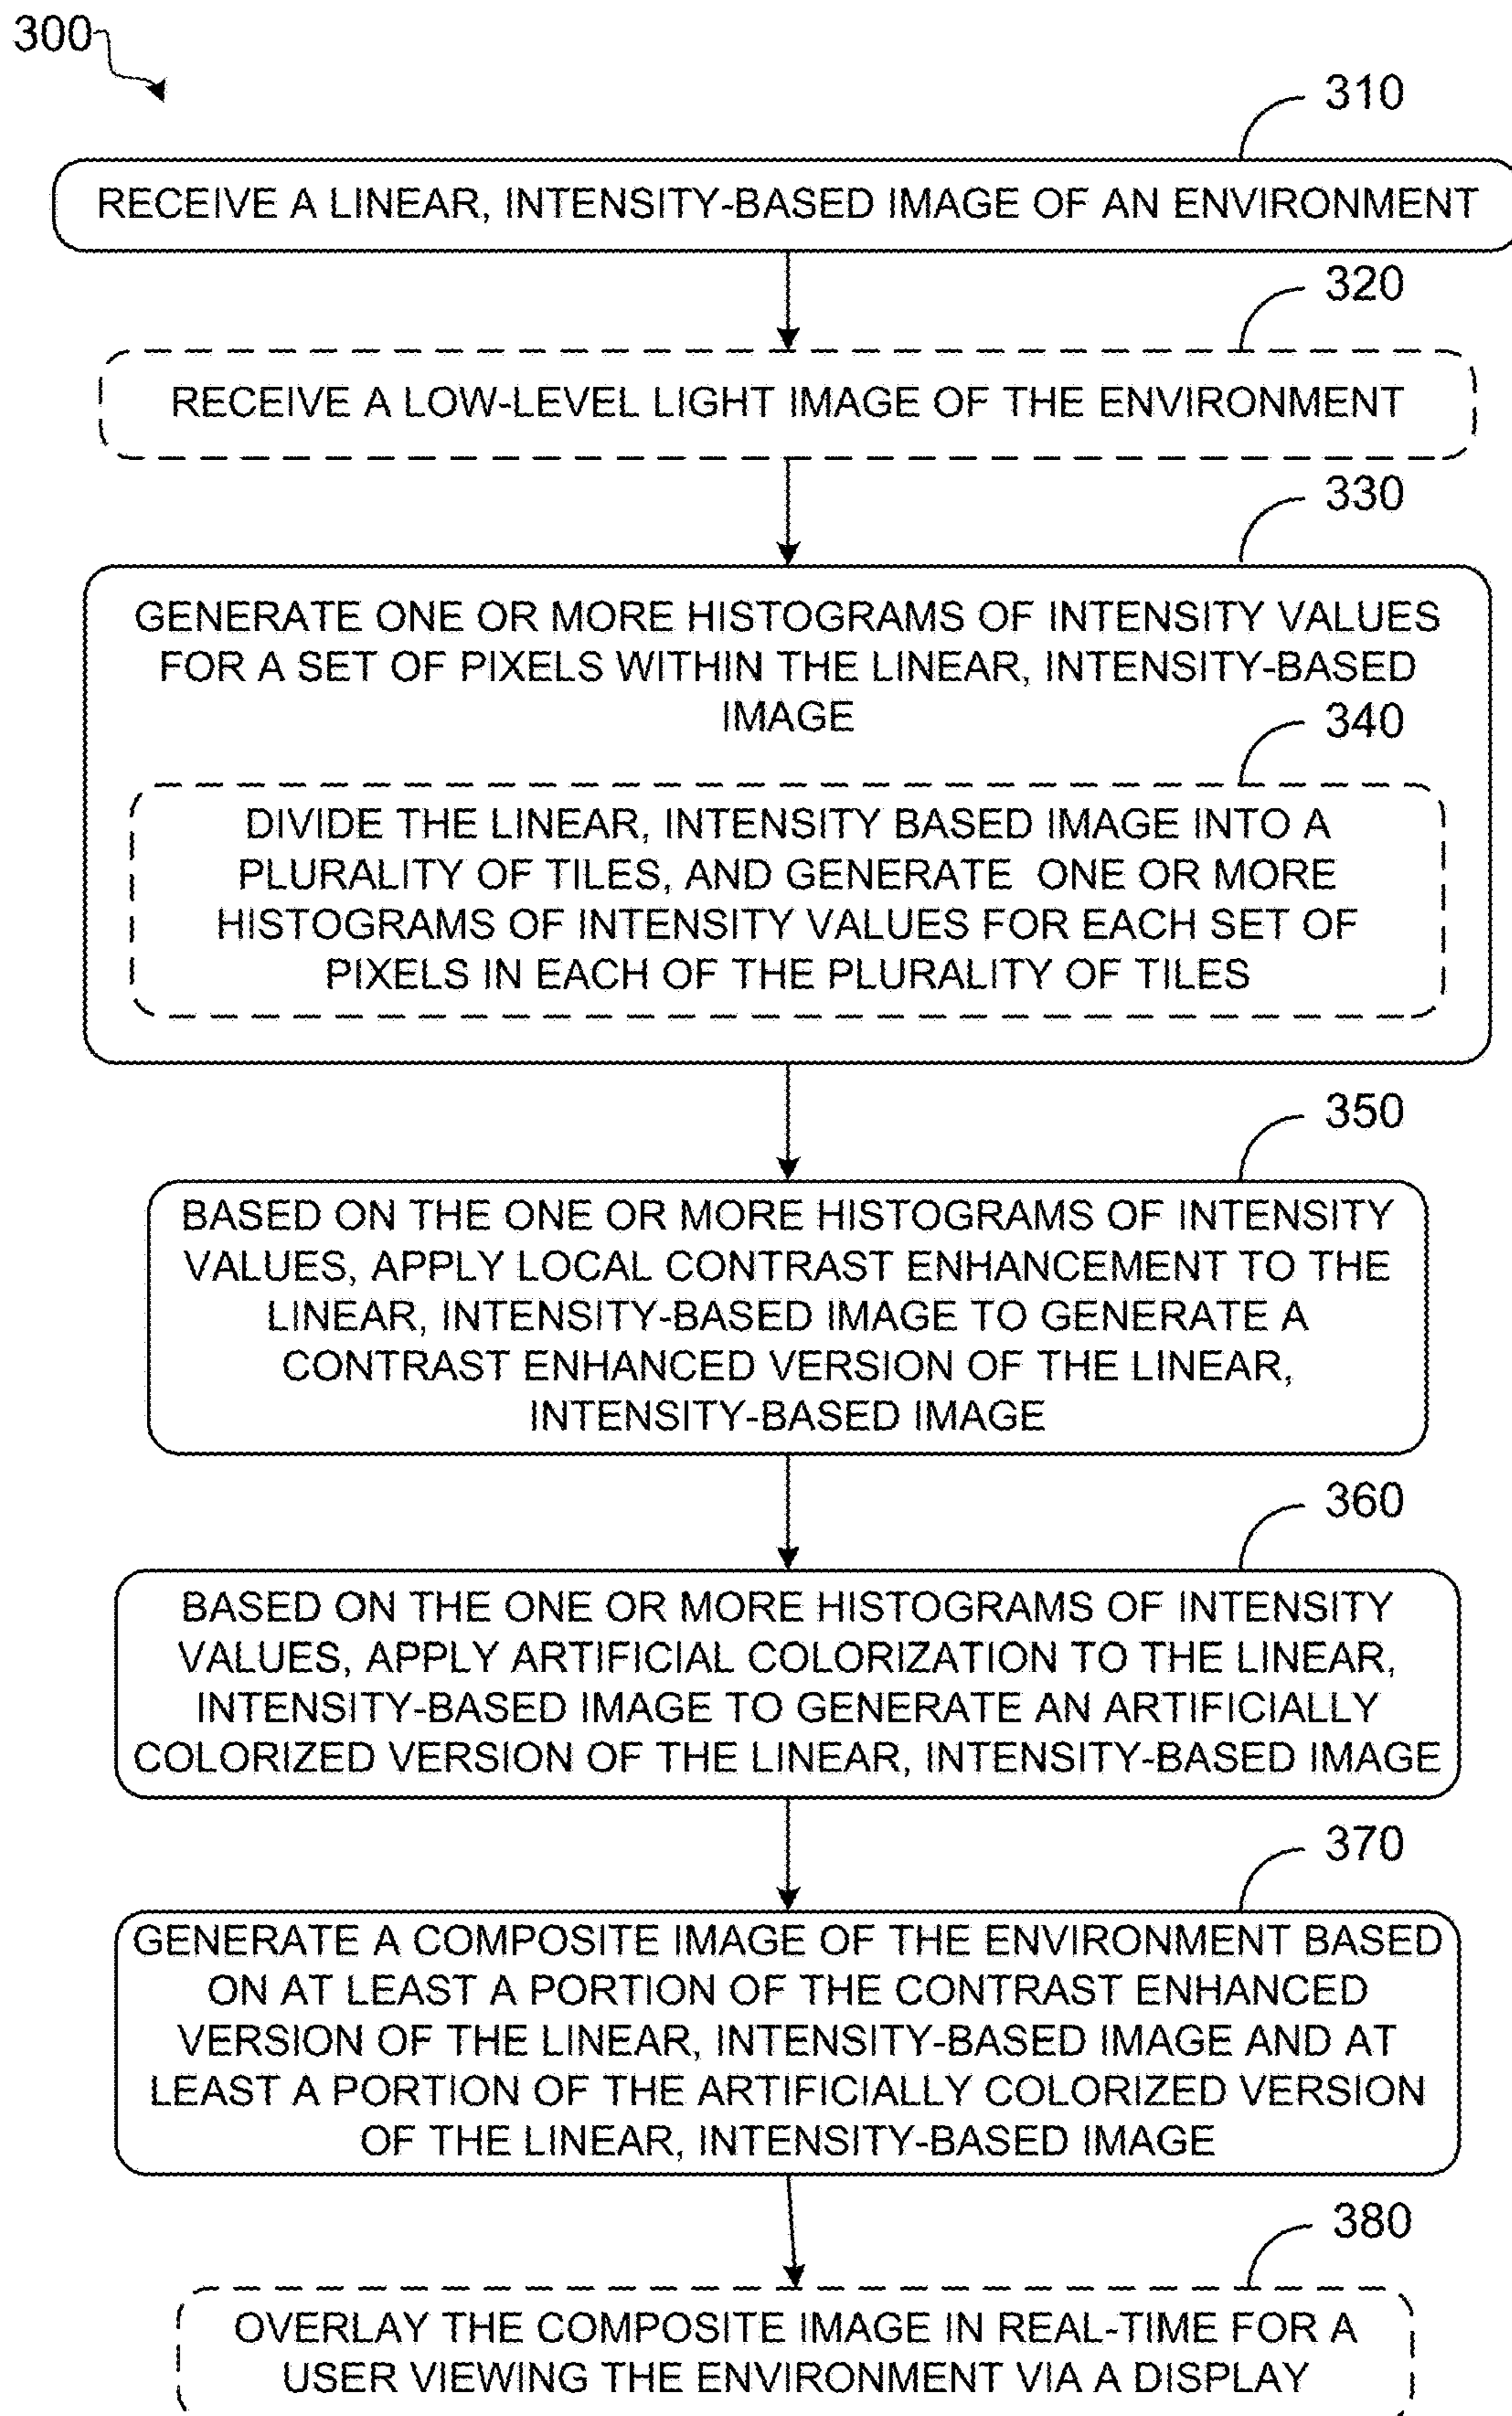 300
310
RECEIVE A LINEAR, INTENSITY-BASED IMAGE OF AN ENVIRONMENT
320
RECEIVE A LOW-LEVEL LIGHT IMAGE OF THE ENVIRONMENT
330
GENERATE ONE OR MORE HISTOGRAMS OF INTENSITY VALUES
FOR A SET OF PIXELS WITHIN THE LINEAR, INTENSITY-BASED
IMAGE
340
DIVIDE THE LINEAR, INTENSITY BASED IMAGE INTO A
PLURALITY OF TILES, AND GENERATE ONE OR MORE
HISTOGRAMS OF INTENSITY VALUES FOR EACH SET OF
PIXELS IN EACH OF THE PLURALITY OF TILES
350
BASED ON THE ONE OR MORE HISTOGRAMS OF INTENSITY
VALUES, APPLY LOCAL CONTRAST ENHANCEMENT TO THE
LINEAR, INTENSITY-BASED IMAGE TO GENERATE A
CONTRAST ENHANCED VERSION OF THE LINEAR,
INTENSITY-BASED IMAGE
360
BASED ON THE ONE OR MORE HISTOGRAMS OF INTENSITY
VALUES, APPLY ARTIFICIAL COLORIZATION TO THE LINEAR,
INTENSITY-BASED IMAGE TO GENERATE AN ARTIFICIALLY
COLORIZED VERSION OF THE LINEAR, INTENSITY-BASED IMAGE
370
GENERATE A COMPOSITE IMAGE OF THE ENVIRONMENT BASED
ON AT LEAST A PORTION OF THE CONTRAST ENHANCED
VERSION OF THE LINEAR, INTENSITY-BASED IMAGE AND AT
LEAST A PORTION OF THE ARTIFICIALLY COLORIZED VERSION
OF THE LINEAR, INTENSITY-BASED IMAGE
380
OVERLAY THE COMPOSITE IMAGE IN REAL-TIME FOR A
USER VIEWING THE ENVIRONMENT VIA A DISPLAY